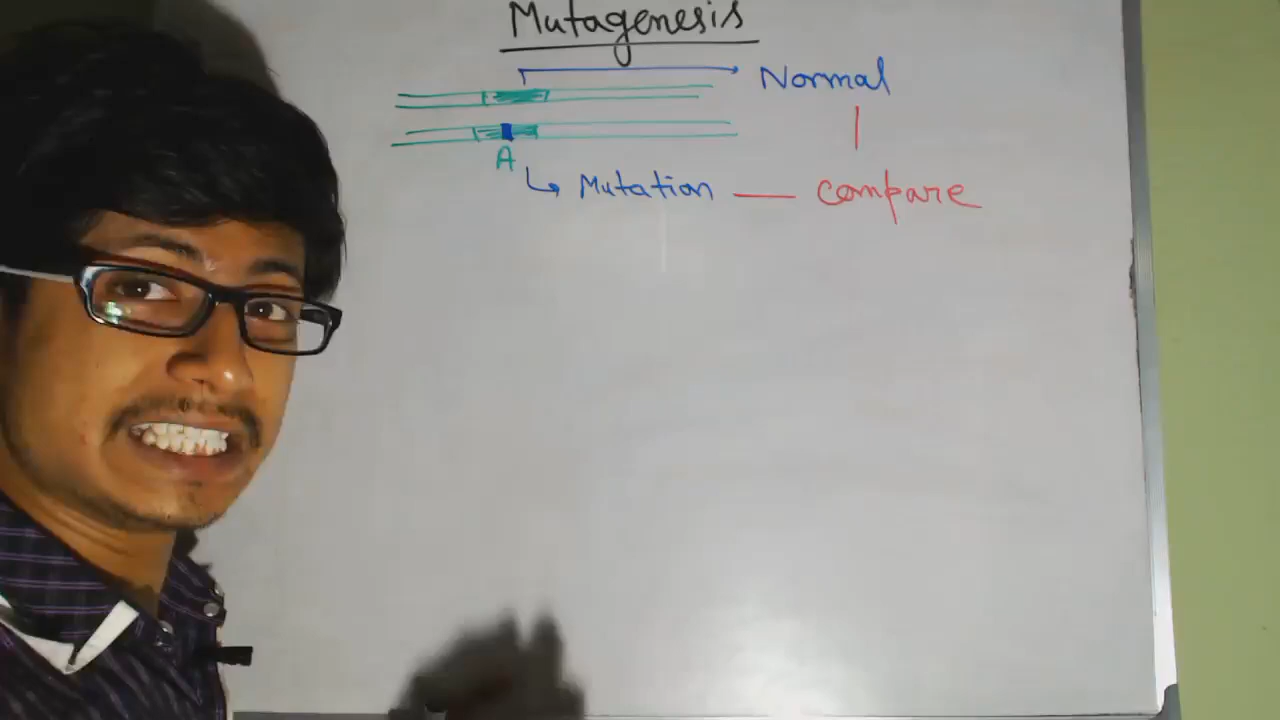 Mutagenesis
Normal
A
Mutation — compare